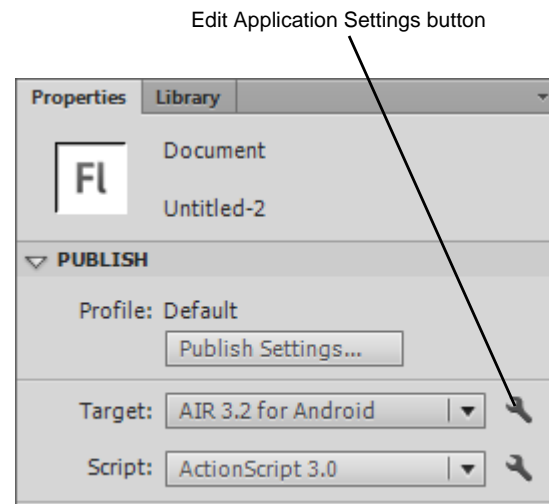 Edit Application Settings button
Properties Library
Fl
Document
Untitled-2
PUBLISH
Profile: Default
Publish Settings...
Target: AIR 3.2 for Android
Script: ActionScript 3.0